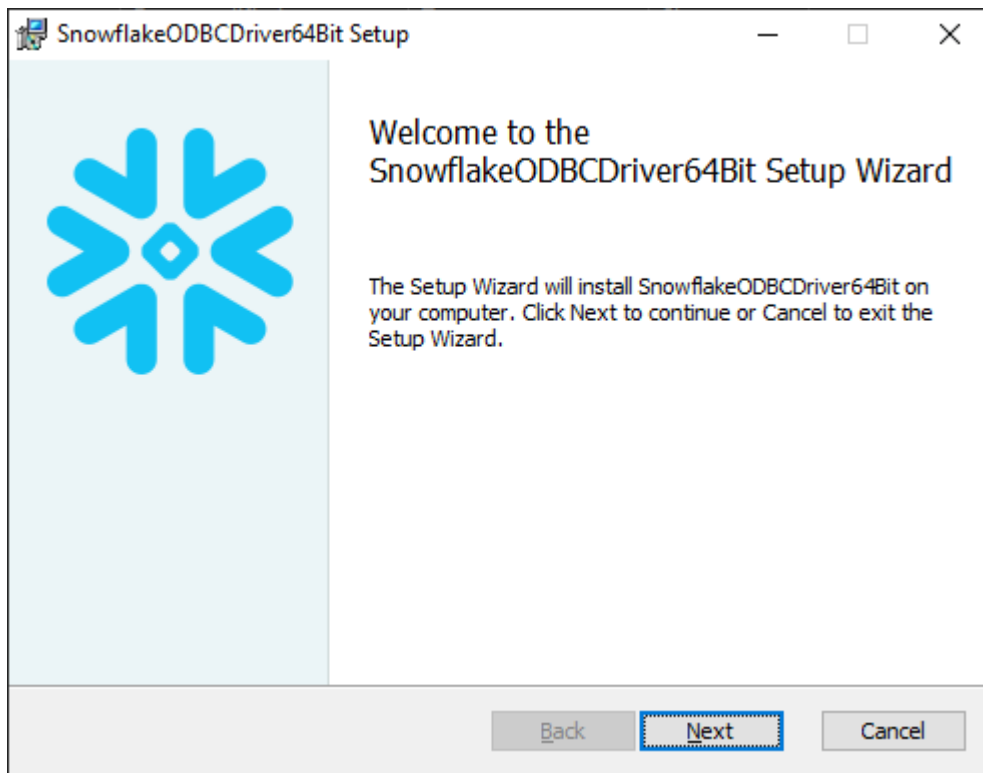 SnowflakeODBCDriver64Bit Setup
Welcome to the
SnowflakeODBCDriver64Bit Setup Wizard
The Setup Wizard will install SnowflakeODBCDriver64Bit on
your computer. Click Next to continue or Cancel to exit the
Setup Wizard.
Back
Next
Cancel